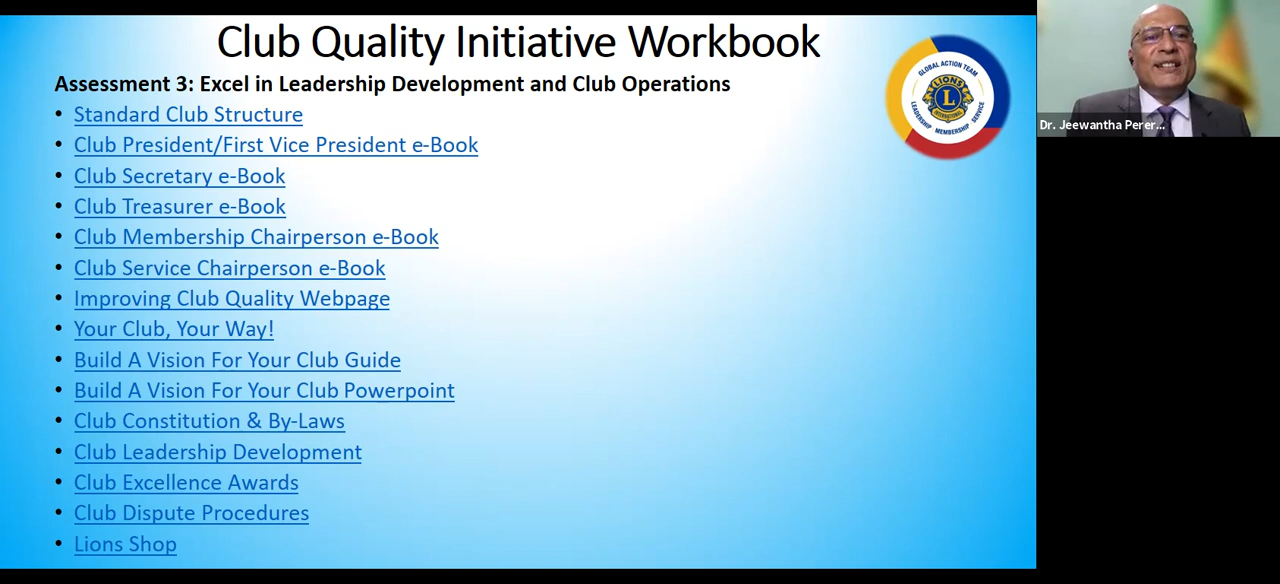 Club Quality Initiative Workbook
Assessment 3: Excel in Leadership Development and Club Operations
• Standard Club Structure
• Club President/First Vice President e-Book
• Club Secretary e-Book
• Club Treasurer e-Book
• Club Membership Chairperson e-Book
• Club Service Chairperson e-Book
• Improving Club Quality Webpage
• Your Club, Your Way!
• Build A Vision For Your Club Guide
• Build A Vision For Your Club Powerpoint
• Club Constitution & By-Laws
• Club Leadership Development
• Club Excellence Awards
• Club Dispute Procedures
• Lions Shop
GLOBAL ACTION TEAM
LIONS
L
INTERNATIONAL
LEADERSHIP MEMBERSHIP SERVICE
Dr. Jeewantha Perer...